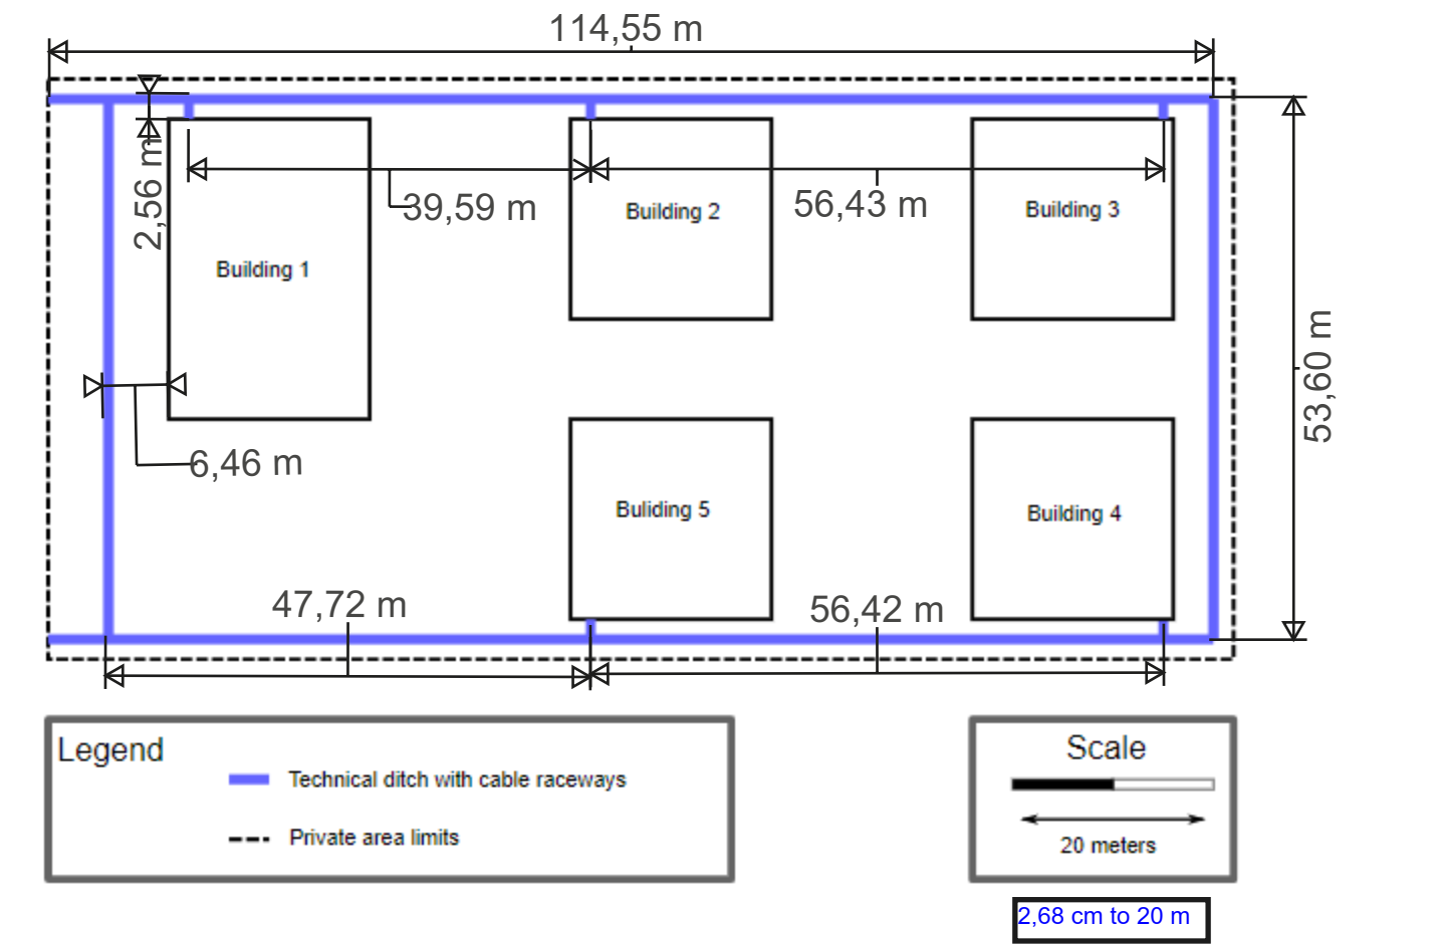 114,55 m
2,56 m
39,59 m
56,43 m
Building 2
Building 3
Building 1
53,60 m
6,46 m
Buliding 5
Building 4
47,72 m
56,42 m
Legend
Technical ditch with cable raceways
Private area limits
Scale
20 meters
2,68 cm to 20 m